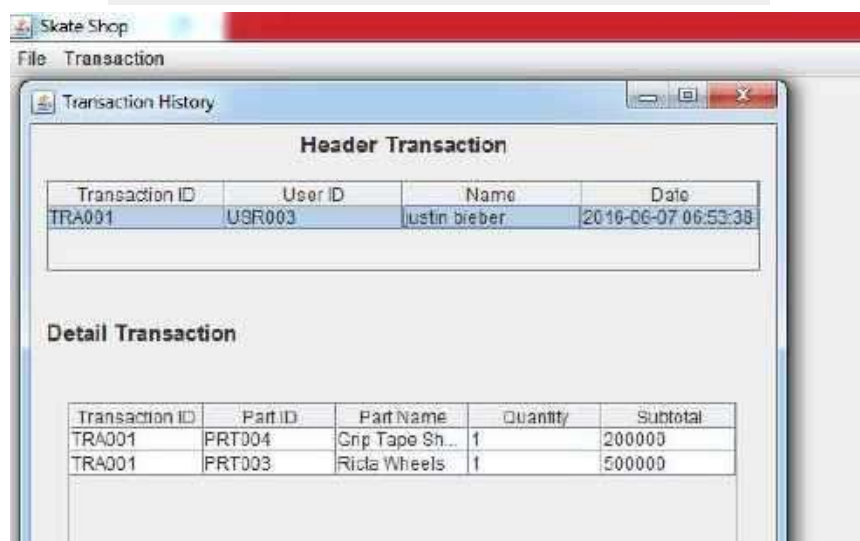 Skate Shop
File Transaction
Transaction History
Header Transaction
Transaction ID User ID Name Date
TRA001 USR003 justin bieber 2016-06-07 06:53:38
Detail Transaction
Transaction ID Part ID Part Name Quantity Subtotal
TRA001 PRT004 Grip Tape Sh... 1 200000
TRA001 PRT003 Ricta Wheels 1 500000